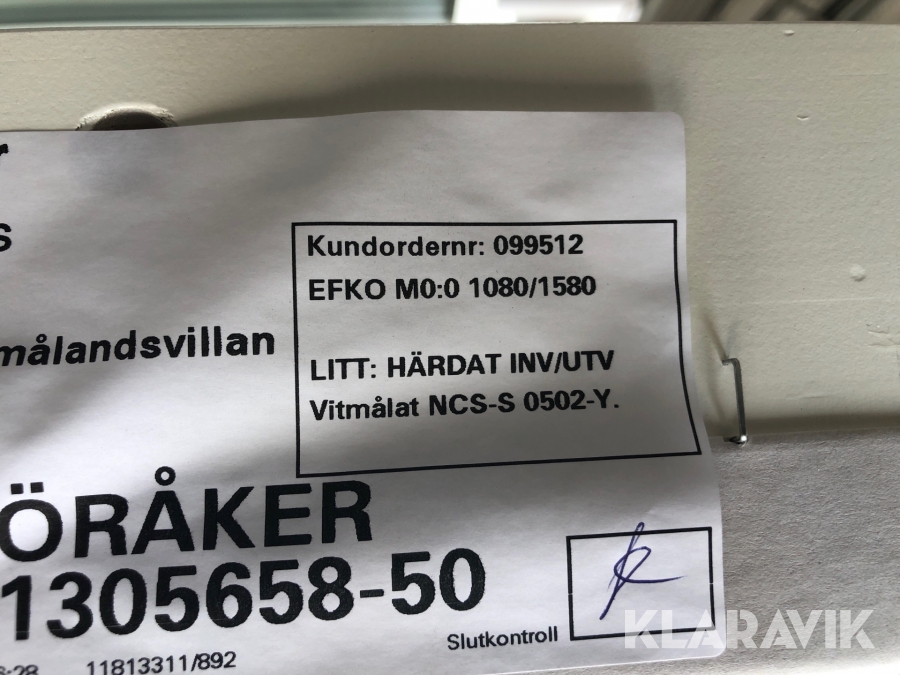 Kundordernr: 099512
EFKO M0:0 1080/1580
målandsvillan
LITT: HÄRDAT INV/UTV
Vitmålat NCS-S 0502-Y.
ÖRÅKER
1305658-50
Slutkontroll
:28 11813311/892
KLARAVIK